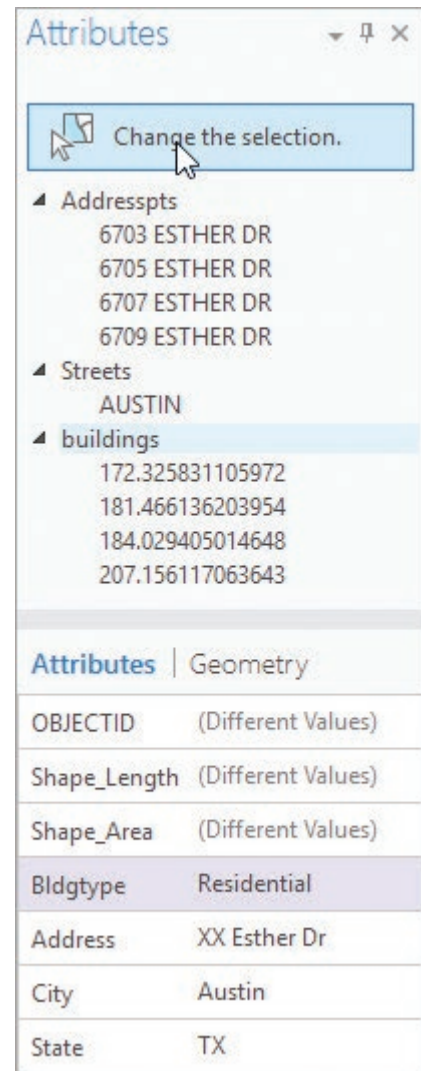 Attributes
Change the selection.
Addresspts
6703 ESTHER DR
6705 ESTHER DR
6707 ESTHER DR
6709 ESTHER DR
Streets
AUSTIN
buildings
172.325831105972
181.466136203954
184.029405014648
207.156117063643
Attributes | Geometry
OBJECTID (Different Values)
Shape_Length (Different Values)
Shape_Area (Different Values)
Bldgtype Residential
Address XX Esther Dr
City Austin
State TX